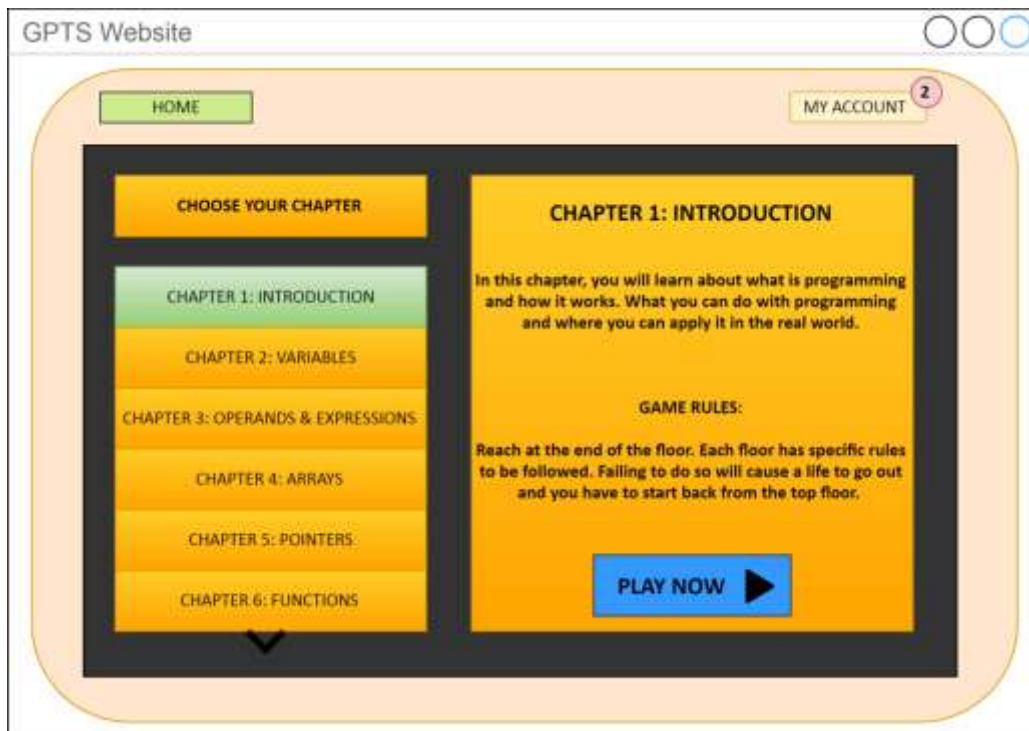 GPTS Website
HOME
MY ACCOUNT
2
CHOOSE YOUR CHAPTER
CHAPTER 1: INTRODUCTION
CHAPTER 2: VARIABLES
CHAPTER 3: OPERANDS & EXPRESSIONS
CHAPTER 4: ARRAYS
CHAPTER 5: POINTERS
CHAPTER 6: FUNCTIONS
CHAPTER 1: INTRODUCTION
In this chapter, you will learn about what is programming
and how it works. What you can do with programming
and where you can apply it in the real world.
GAME RULES:
Reach at the end of the floor. Each floor has specific rules
to be followed. Failing to do so will cause a life to go out
and you have to start back from the top floor.
PLAY NOW